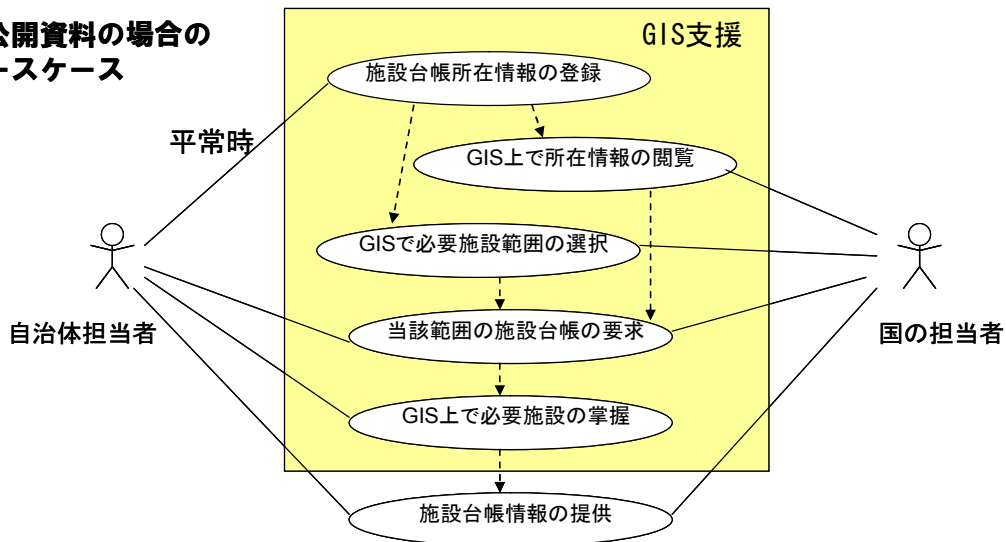 公開資料の場合の
ースケース
GIS支援
施設台帳所在情報の登録
平常時
GIS上で所在情報の閲覧
GISで必要施設範囲の選択
自治体担当者
当該範囲の施設台帳の要求
国の担当者
GIS上で必要施設の掌握
施設台帳情報の提供